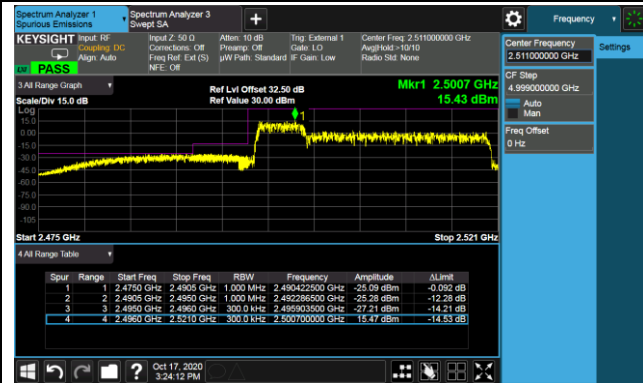 Spectrum Analyzer 1
Spurious Emissions
Spectrum Analyzer 3
Swept SA
Frequency
KEYSIGHT
Input: RF
Coupling: DC
Align: Auto
Input Z: 50 Ω
Corrections: Off
Freq Ref: Ext (S)
NFE: Off
Atten: 10 dB
Preamp: Off
µW Path: Standard
Trig: External 1
Gate: LO
IF Gain: Low
Center Freq: 2.511000000 GHz
Avg|Hold:>10/10
Radio Std: None
PASS
Center Frequency
2.511000000 GHz
Settings
CF Step
4.999000000 GHz
Auto
Man
Freq Offset
0 Hz
3 All Range Graph
Ref Lvl Offset 32.50 dB
Mkr1 2.5007 GHz
Scale/Div 15.0 dB
Ref Value 30.00 dBm
15.43 dBm
Log
15.0
0.00
-15.0
-30.0
-45.0
-60.0
-75.0
-90.0
-105
1
Start 2.475 GHz
Stop 2.521 GHz
4 All Range Table
Spur Range Start Freq Stop Freq RBW Frequency Amplitude ΔLimit
1 1 2.4750 GHz 2.4905 GHz 1.000 MHz 2.490422500 GHz -25.09 dBm -0.092 dB
2 2 2.4905 GHz 2.4950 GHz 1.000 MHz 2.492286500 GHz -25.28 dBm -12.28 dB
3 3 2.4950 GHz 2.4960 GHz 300.0 kHz 2.495903500 GHz -27.21 dBm -14.21 dB
4 4 2.4960 GHz 2.5210 GHz 300.0 kHz 2.500700000 GHz 15.47 dBm -14.53 dB
Oct 17, 2020
3:24:12 PM